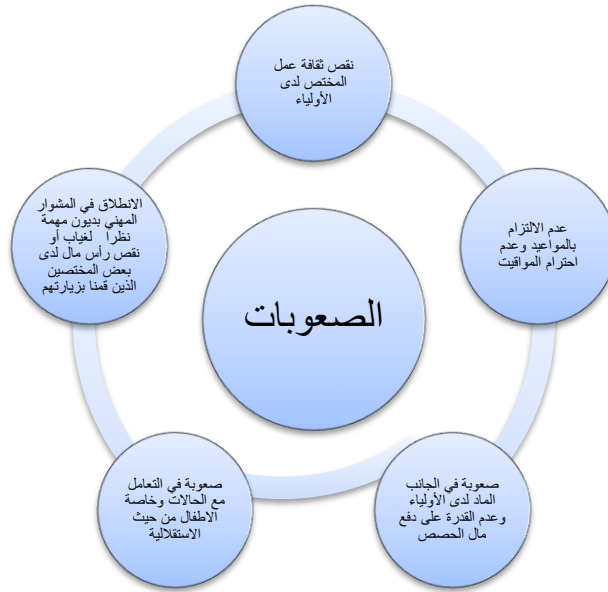 نقص ثقافة عمل
المختص لدى
الأولياء
عدم الالتزام
بالمواعيد وعدم
احترام المواقيت
صعوبة في الجانب
الماد لدى الأولياء
وعدم القدرة على دفع
مال الحصص
صعوبة في التعامل
مع الحالات وخاصة
الاطفال من حيث
الاستقلالية
الانطلاق في المشوار
المهني بديون مهمة
نظراً لغياب أو
نقص رأس مال لدى
بعض المختصين
الذين قمنا بزيارتهم
الصعوبات